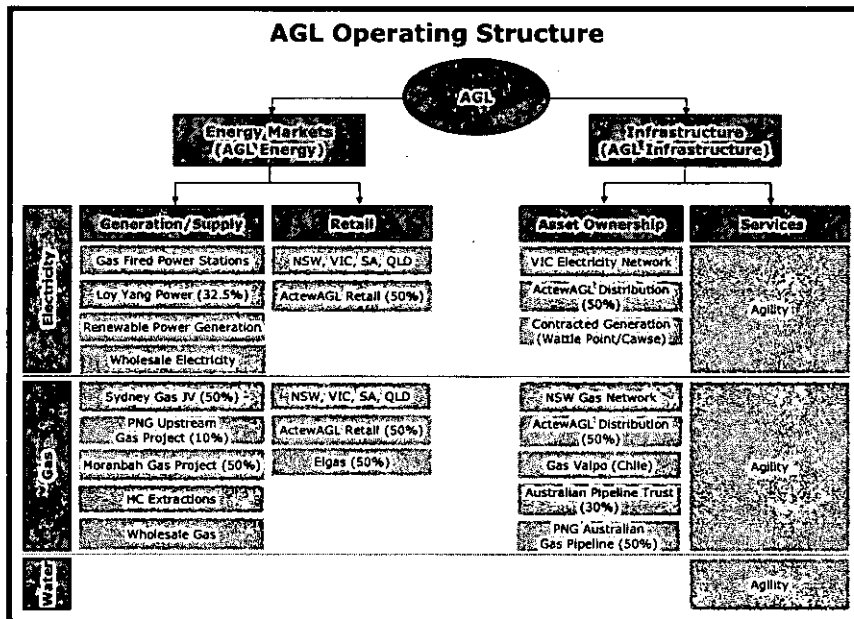 AGL Operating Structure
AGL
Energy Markets
(AGL Energy)
Infrastructure
(AGL Infrastructure)
Generation/Supply
Retail
Asset Ownership
Services
Electricity
Gas Fired Power Stations
Loy Yang Power (32.5%)
Renewable Power Generation
Wholesale Electricity
NSW, VIC, SA, QLD
ActewAGL Retail (50%)
VIC Electricity Network
ActewAGL Distribution
(50%)
Contracted Generation
(Wattle Point/Cawse)
Agility
Gas
Sydney Gas JV (50%)
PNG Upstream
Gas Project (10%)
Moranbah Gas Project (50%)
HC Extractions
Wholesale Gas
NSW, VIC, SA, QLD
ActewAGL Retail (50%)
Elgas (50%)
NSW Gas Network
ActewAGL Distribution
(50%)
Gas Valpo (Chile)
Australian Pipeline Trust
(30%)
PNG Australian
Gas Pipeline (50%)
Agility
Water
Agility